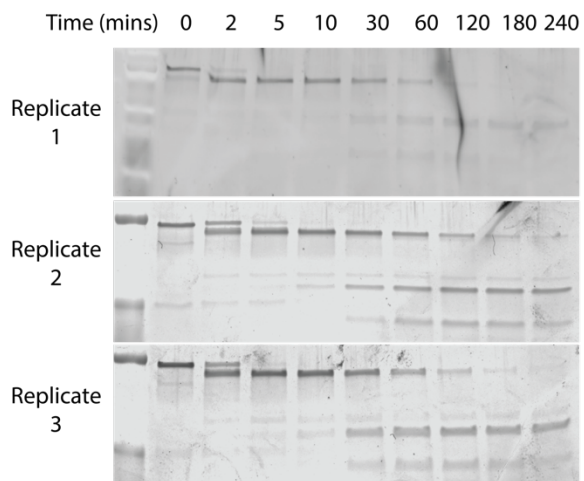 Time (mins) 0 2 5 10 30 60 120 180 240
Replicate
1
Replicate
2
Replicate
3